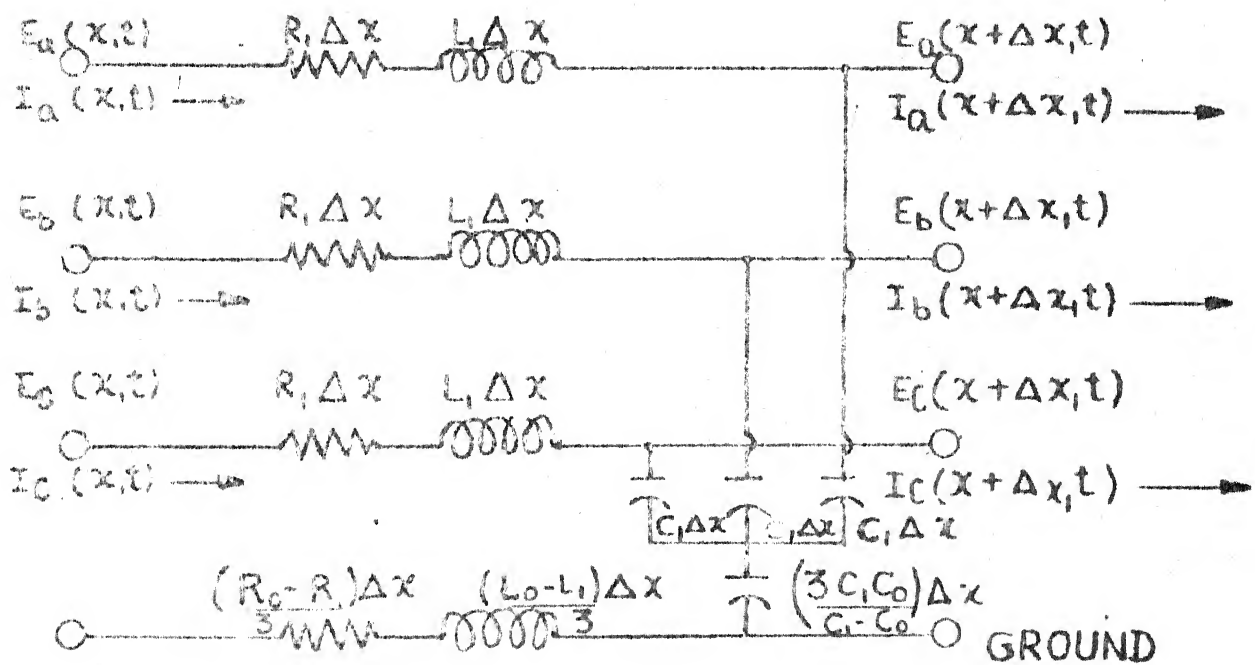 Ea(x,t) R₁Δx L₁Δx Ea(x+Δx,t)
Ia(x,t) Ia(x+Δx,t)
Eb(x,t) R₁Δx L₁Δx Eb(x+Δx,t)
Ib(x,t) Ib(x+Δx,t)
Ec(x,t) R₁Δx L₁Δx Ec(x+Δx,t)
Ic(x,t) Ic(x+Δx,t)
C₁Δx C₁Δx C₁Δx
(R₀-R₁)Δx/3 (L₀-L₁)Δx/3 (3C₁C₀/C₁-C₀)Δx
GROUND